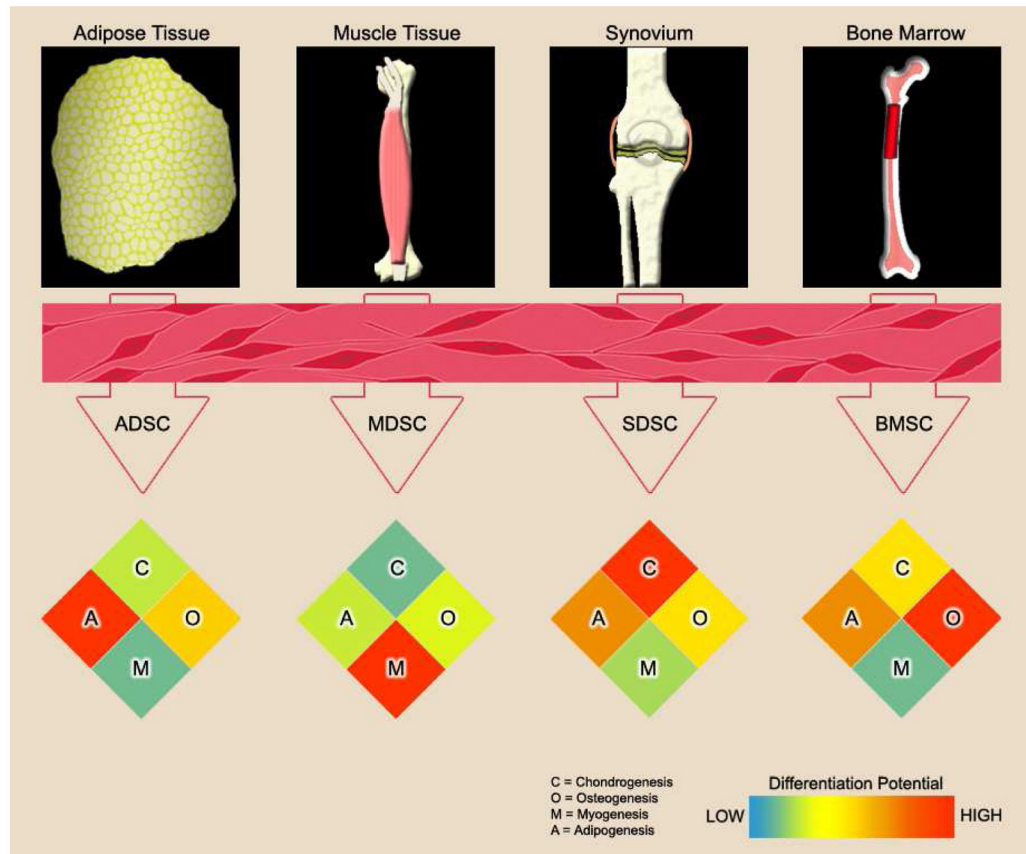 Adipose Tissue
Muscle Tissue
Synovium
Bone Marrow
ADSC
MDSC
SDSC
BMSC
C
A
O
M
C
A
O
M
C
A
O
M
C
A
O
M
C = Chondrogenesis
O = Osteogenesis
M = Myogenesis
A = Adipogenesis
Differentiation Potential
LOW
HIGH